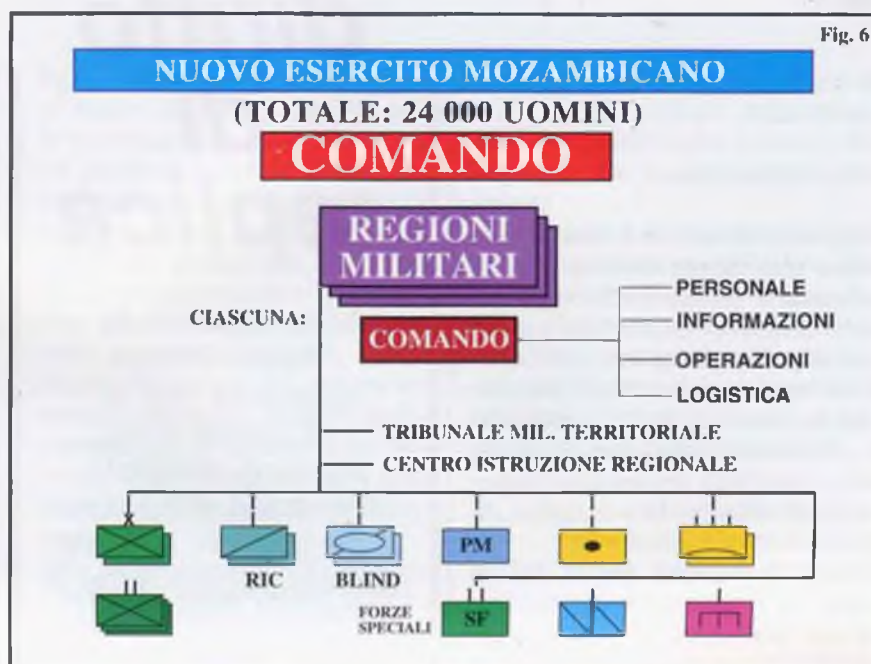 Fig. 6
NUOVO ESERCITO MOZAMBICANO
(TOTALE: 24 000 UOMINI)
COMANDO
REGIONI
MILITARI
CIASCUNA:
COMANDO
PERSONALE
INFORMAZIONI
OPERAZIONI
LOGISTICA
TRIBUNALE MIL. TERRITORIALE
CENTRO ISTRUZIONE REGIONALE
PM
RIC
BLIND
FORZE
SPECIALI
SF